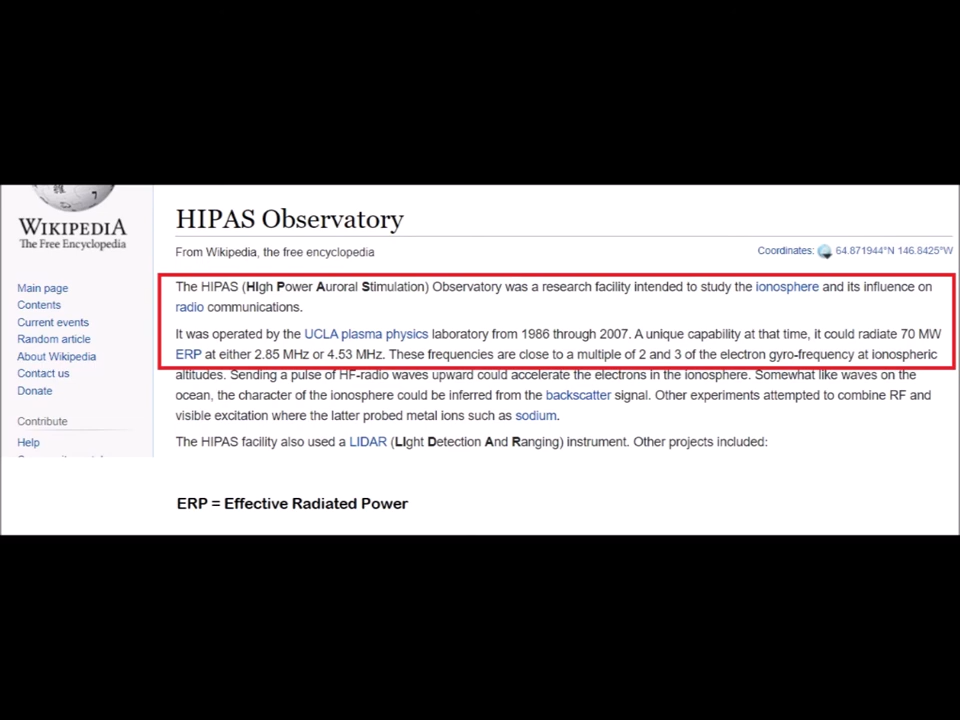 WIKIPEDIA
The Free Encyclopedia
Main page
Contents
Current events
Random article
About Wikipedia
Contact us
Donate
Contribute
Help
HIPAS Observatory
From Wikipedia, the free encyclopedia
Coordinates: 64.871944°N 146.8425°W
The HIPAS (HIgh Power Auroral Stimulation) Observatory was a research facility intended to study the ionosphere and its influence on
radio communications.
It was operated by the UCLA plasma physics laboratory from 1986 through 2007. A unique capability at that time, it could radiate 70 MW
ERP at either 2.85 MHz or 4.53 MHz. These frequencies are close to a multiple of 2 and 3 of the electron gyro-frequency at ionospheric
altitudes. Sending a pulse of HF-radio waves upward could accelerate the electrons in the ionosphere. Somewhat like waves on the
ocean, the character of the ionosphere could be inferred from the backscatter signal. Other experiments attempted to combine RF and
visible excitation where the latter probed metal ions such as sodium.
The HIPAS facility also used a LIDAR (LIght Detection And Ranging) instrument. Other projects included:
ERP = Effective Radiated Power